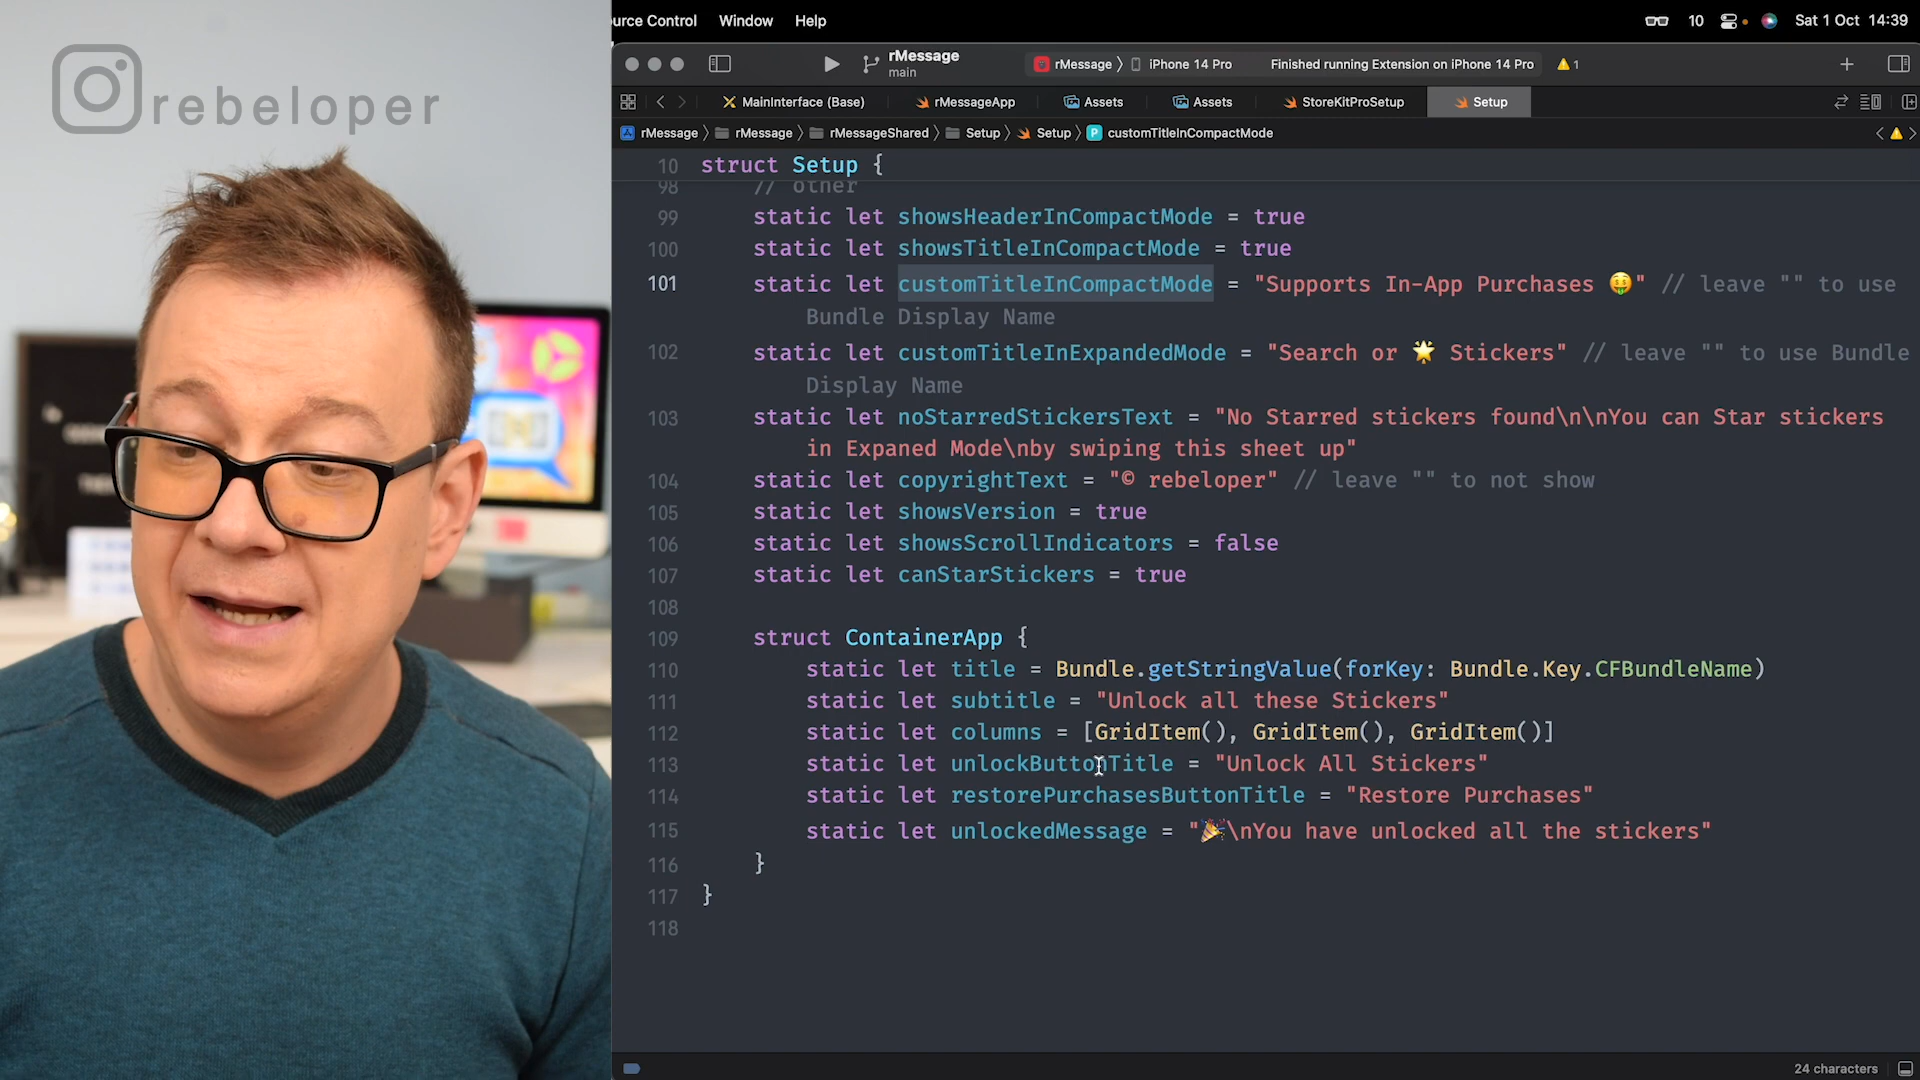 rebeloper
urce Control Window Help 10 Sat 1 Oct 14:39
rMessage
main
rMessage 〉 iPhone 14 Pro Finished running Extension on iPhone 14 Pro 1
MainInterface (Base) rMessageApp Assets Assets StoreKitProSetup Setup
rMessage 〉 rMessage 〉 rMessageShared 〉 Setup 〉 Setup 〉 P customTitleInCompactMode
10 struct Setup {
98 // other
99 static let showsHeaderInCompactMode = true
100 static let showsTitleInCompactMode = true
101 static let customTitleInCompactMode = "Supports In-App Purchases 🤑" // leave "" to use
Bundle Display Name
102 static let customTitleInExpandedMode = "Search or 🌟 Stickers" // leave "" to use Bundle
Display Name
103 static let noStarredStickersText = "No Starred stickers found\n\nYou can Star stickers
in Expaned Mode\nby swiping this sheet up"
104 static let copyrightText = "© rebeloper" // leave "" to not show
105 static let showsVersion = true
106 static let showsScrollIndicators = false
107 static let canStarStickers = true
108
109 struct ContainerApp {
110 static let title = Bundle.getStringValue(forKey: Bundle.Key.CFBundleName)
111 static let subtitle = "Unlock all these Stickers"
112 static let columns = [GridItem(), GridItem(), GridItem()]
113 static let unlockButtonTitle = "Unlock All Stickers"
114 static let restorePurchasesButtonTitle = "Restore Purchases"
115 static let unlockedMessage = "🎉\nYou have unlocked all the stickers"
116 }
117 }
118
24 characters